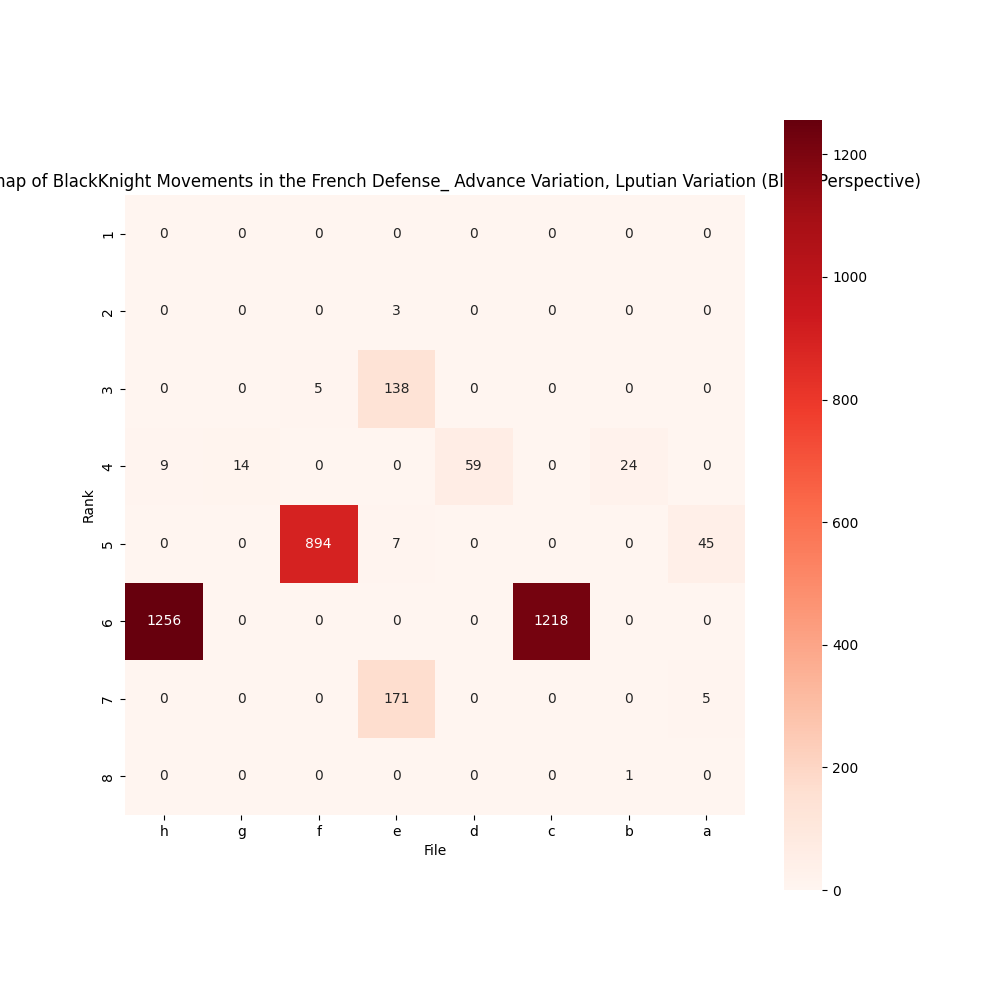 map of BlackKnight Movements in the French Defense_ Advance Variation, Lputian Variation (Bl Perspective)
Rank
1 0 0 0 0 0 0 0 0
2 0 0 0 3 0 0 0 0
3 0 0 5 138 0 0 0 0
4 9 14 0 0 59 0 24 0
5 0 0 894 7 0 0 0 45
6 1256 0 0 0 0 1218 0 0
7 0 0 0 171 0 0 0 5
8 0 0 0 0 0 0 1 0
h g f e d c b a
File
1200
1000
800
600
400
200
0